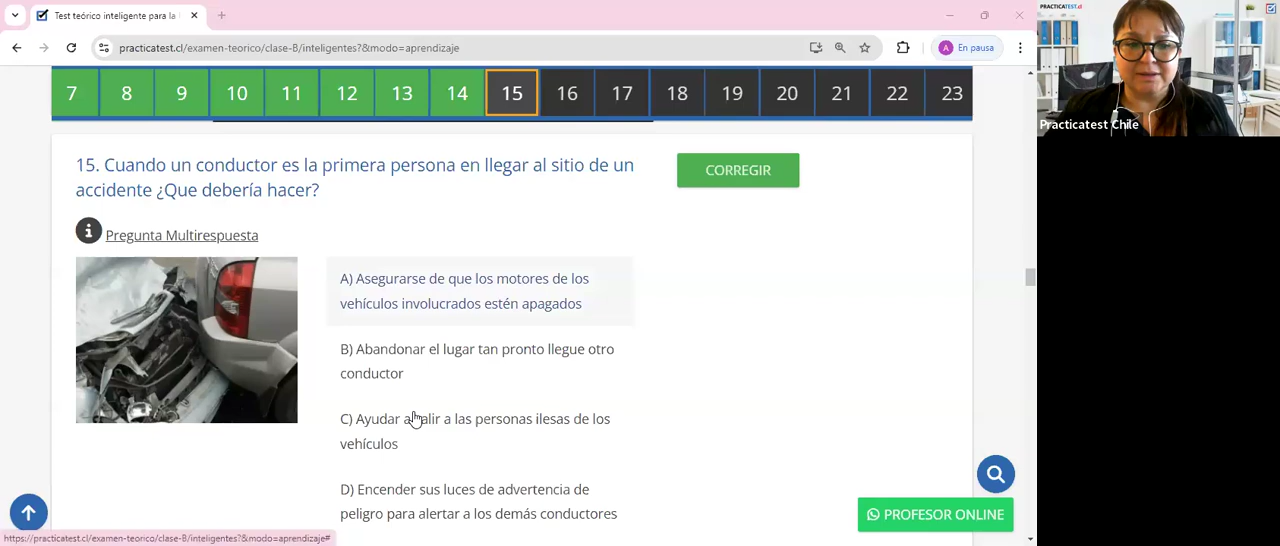 Test teórico inteligente para la
practicatest.cl/examen-teorico/clase-B/inteligentes?&modo=aprendizaje
A
En pausa
PRACTICATEST.cl
Practicatest Chile
7 8 9 10 11 12 13 14 15 16 17 18 19 20 21 22 23
15. Cuando un conductor es la primera persona en llegar al sitio de un
accidente ¿Que debería hacer?
CORREGIR
i
Pregunta Multirespuesta
A) Asegurarse de que los motores de los
vehículos involucrados estén apagados
B) Abandonar el lugar tan pronto llegue otro
conductor
C) Ayudar a salir a las personas ilesas de los
vehículos
D) Encender sus luces de advertencia de
peligro para alertar a los demás conductores
PROFESOR ONLINE
https://practicatest.cl/examen-teorico/clase-B/inteligentes?&modo=aprendizaje#